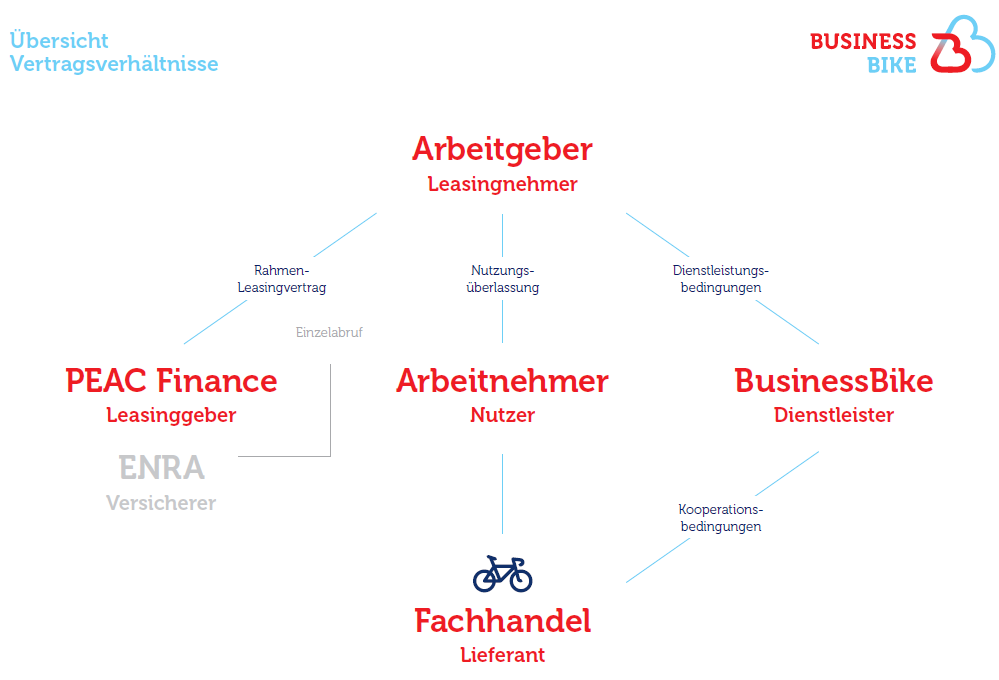 Übersicht
Vertragsverhältnisse
BUSINESS
BIKE
Arbeitgeber
Leasingnehmer
Rahmen-
Leasingvertrag
Nutzungs-
überlassung
Dienstleistungs-
bedingungen
Einzelabruf
PEAC Finance
Leasinggeber
Arbeitnehmer
Nutzer
BusinessBike
Dienstleister
ENRA
Versicherer
Kooperations-
bedingungen
Fachhandel
Lieferant